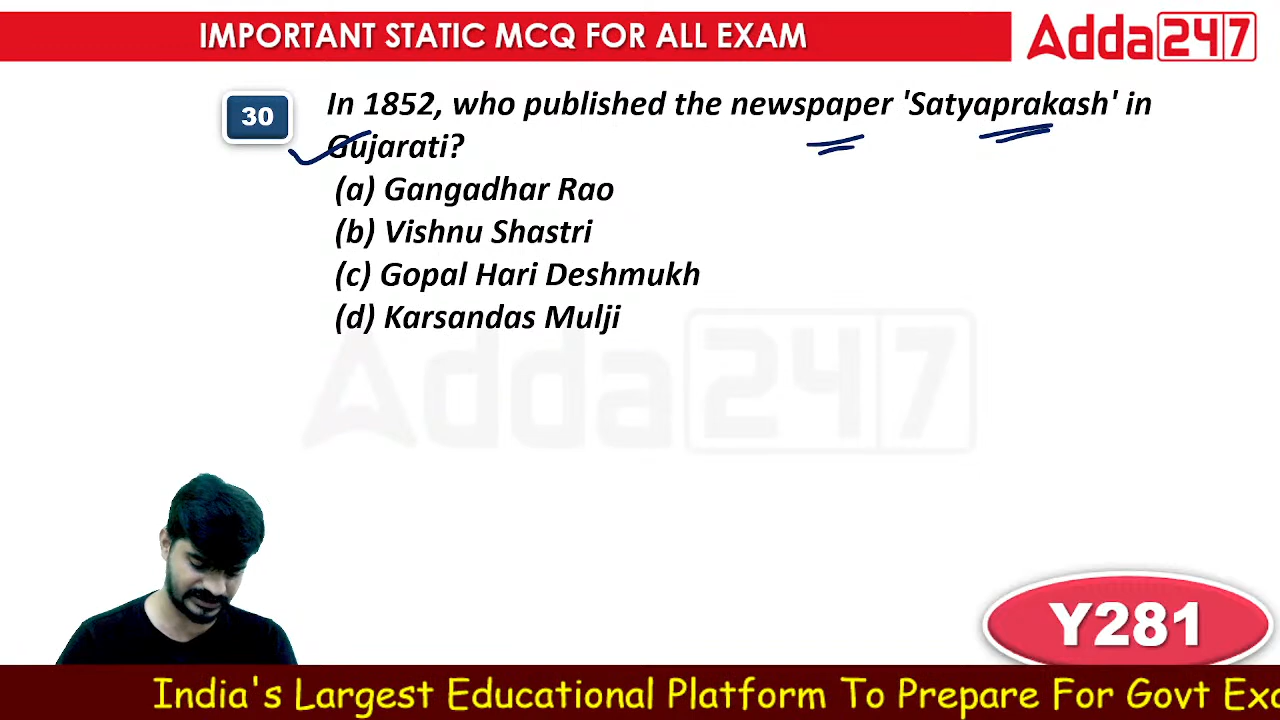 IMPORTANT STATIC MCQ FOR ALL EXAM
Adda247
30
In 1852, who published the newspaper 'Satyaprakash' in
Gujarati?
(a) Gangadhar Rao
(b) Vishnu Shastri
(c) Gopal Hari Deshmukh
(d) Karsandas Mulji
Adda247
Y281
India's Largest Educational Platform To Prepare For Govt Exa